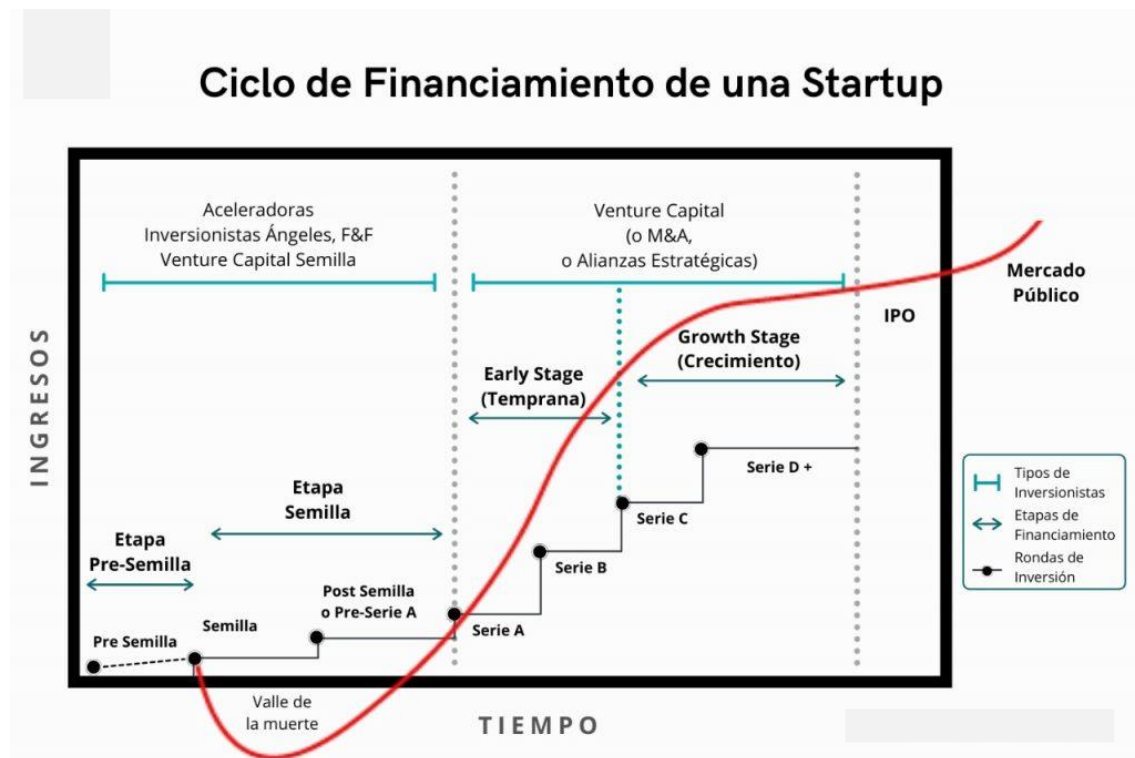 Ciclo de Financiamiento de una Startup
Aceleradoras
Inversionistas Ángeles, F&F
Venture Capital Semilla
Venture Capital
(o M&A,
o Alianzas Estratégicas)
Mercado
Público
IPO
Growth Stage
(Crecimiento)
Early Stage
(Temprana)
INGRESOS
Serie D +
Tipos de
Inversionistas
Etapas de
Financiamiento
Rondas de
Inversión
Etapa
Semilla
Serie C
Etapa
Pre-Semilla
Serie B
Post Semilla
o Pre-Serie A
Semilla
Serie A
Pre Semilla
Valle de
la muerte
TIEMPO